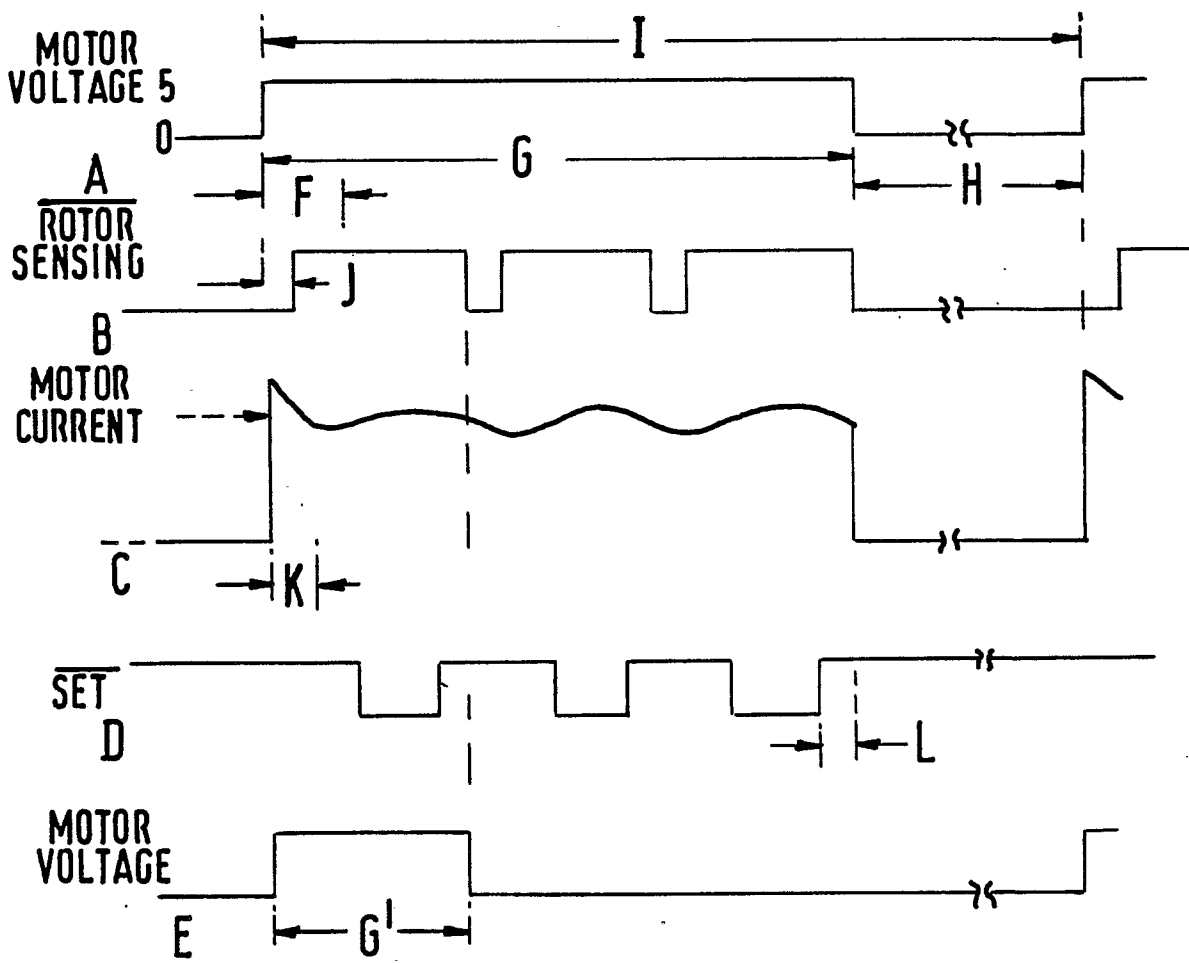 I
MOTOR
VOLTAGE 5
0
G
H
A
F
ROTOR
SENSING
J
B
MOTOR
CURRENT
C
K
SET
D
L
MOTOR
VOLTAGE
E
G'